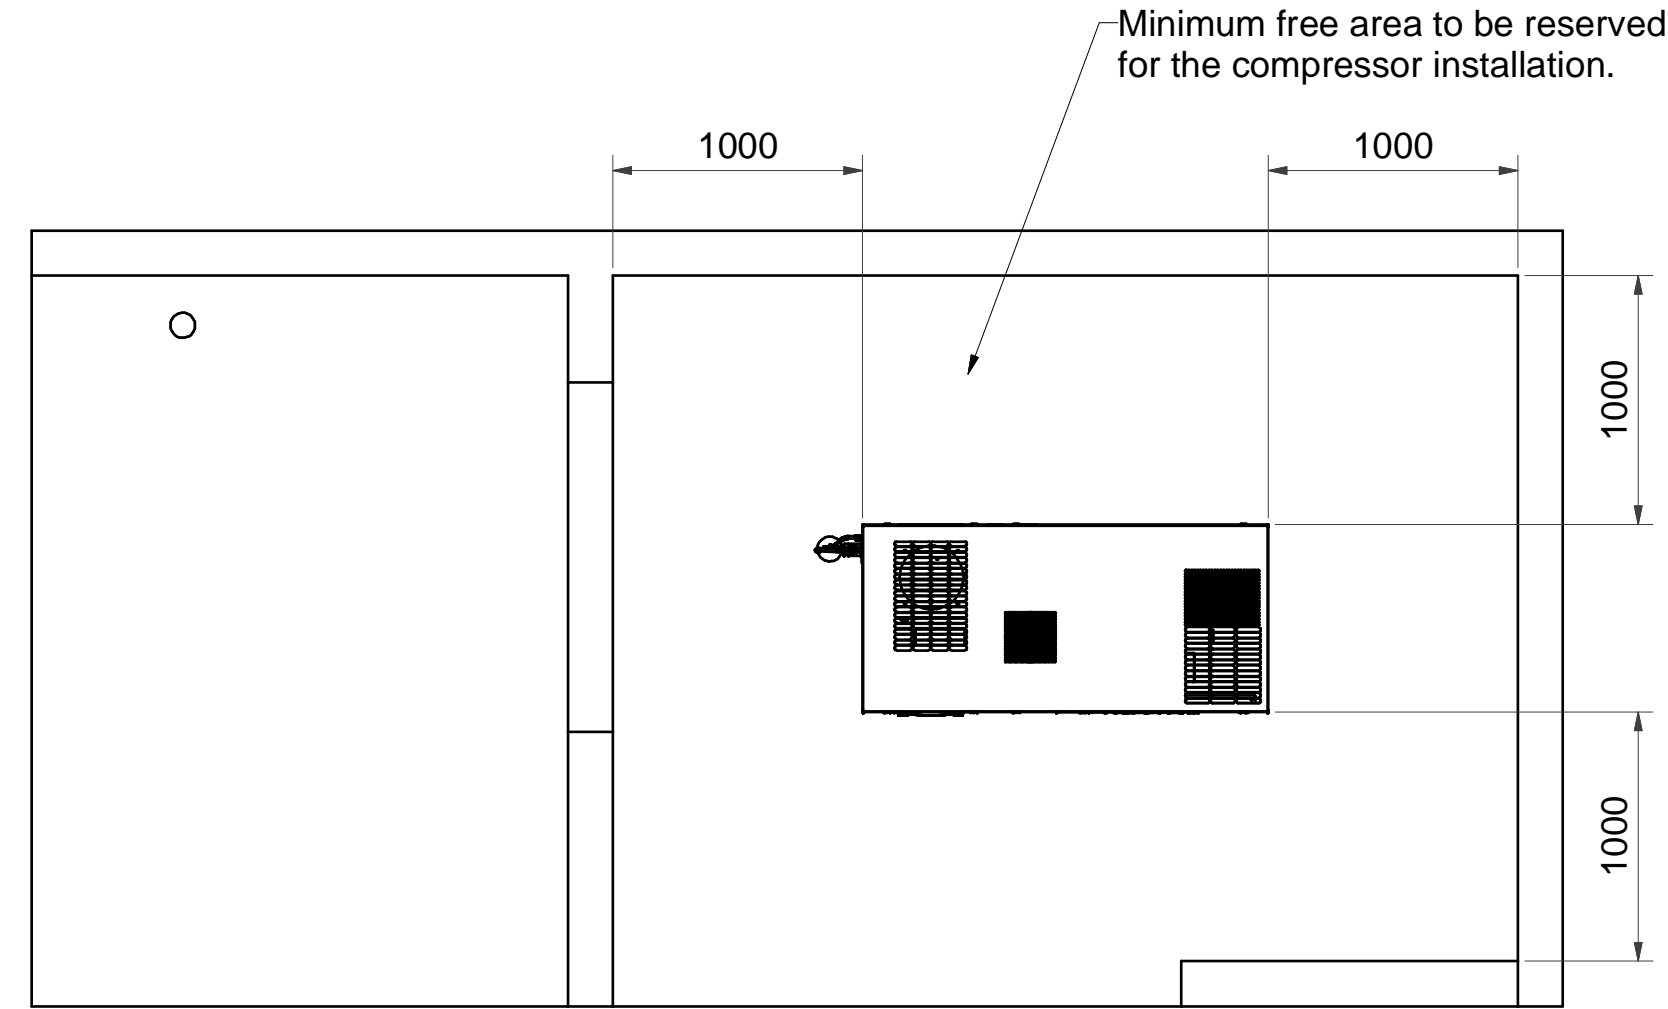 Minimum free area to be reserved
for the compressor installation.
1000
1000
1000
1000